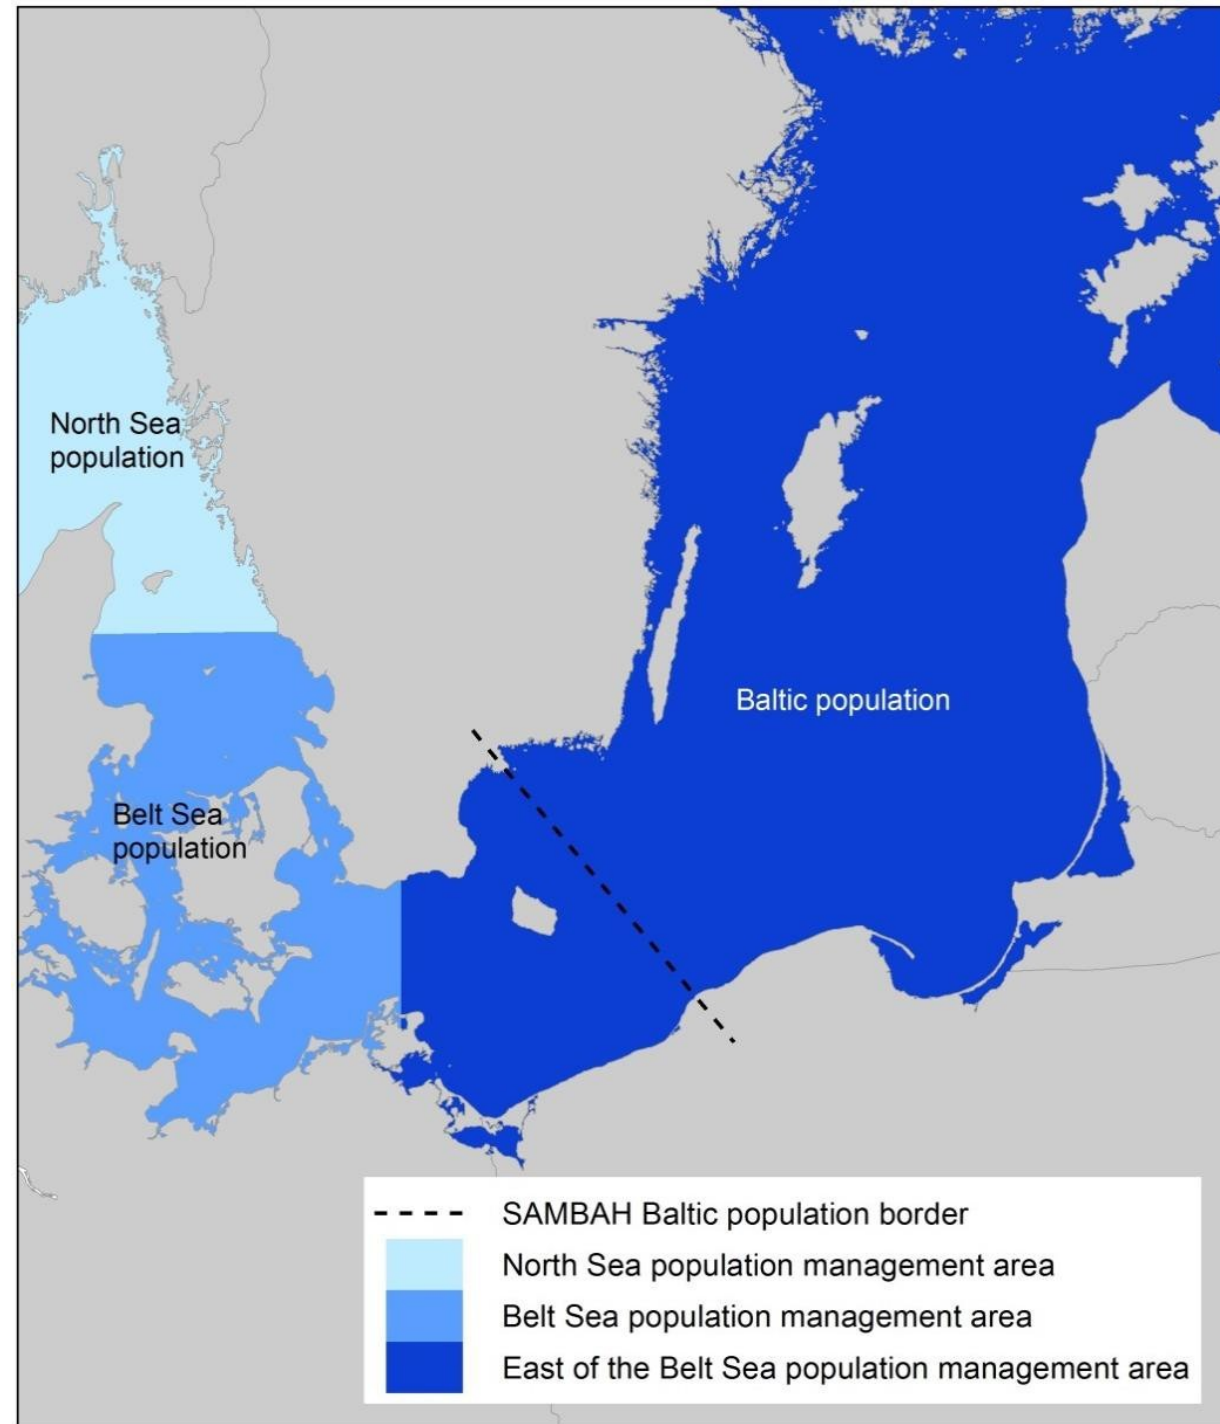 North Sea
population
Baltic population
Belt Sea
population
SAMBAH Baltic population border
North Sea population management area
Belt Sea population management area
East of the Belt Sea population management area